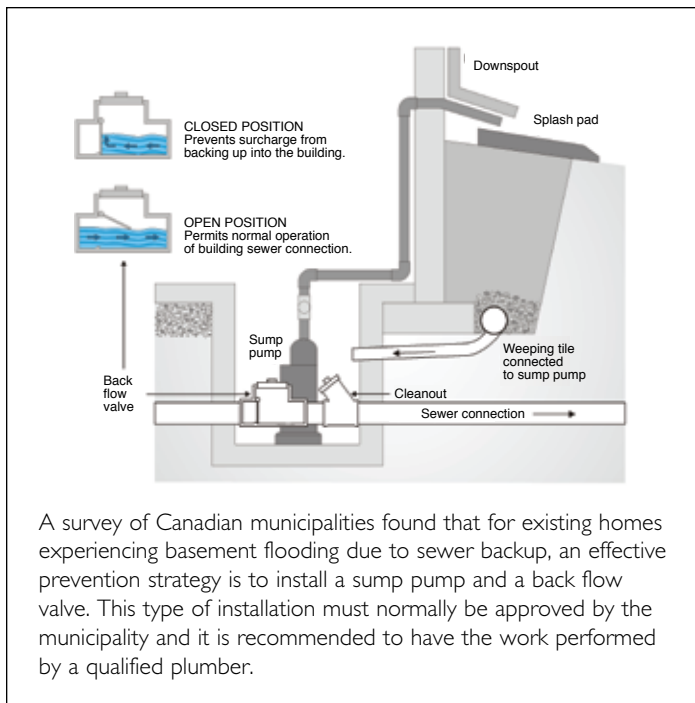 Downspout
Splash pad
CLOSED POSITION
Prevents surcharge from
backing up into the building.
OPEN POSITION
Permits normal operation
of building sewer connection.
Sump
pump
Weeping tile
connected
to sump pump
Back
flow
valve
Cleanout
Sewer connection
A survey of Canadian municipalities found that for existing homes
experiencing basement flooding due to sewer backup, an effective
prevention strategy is to install a sump pump and a back flow
valve. This type of installation must normally be approved by the
municipality and it is recommended to have the work performed
by a qualified plumber.